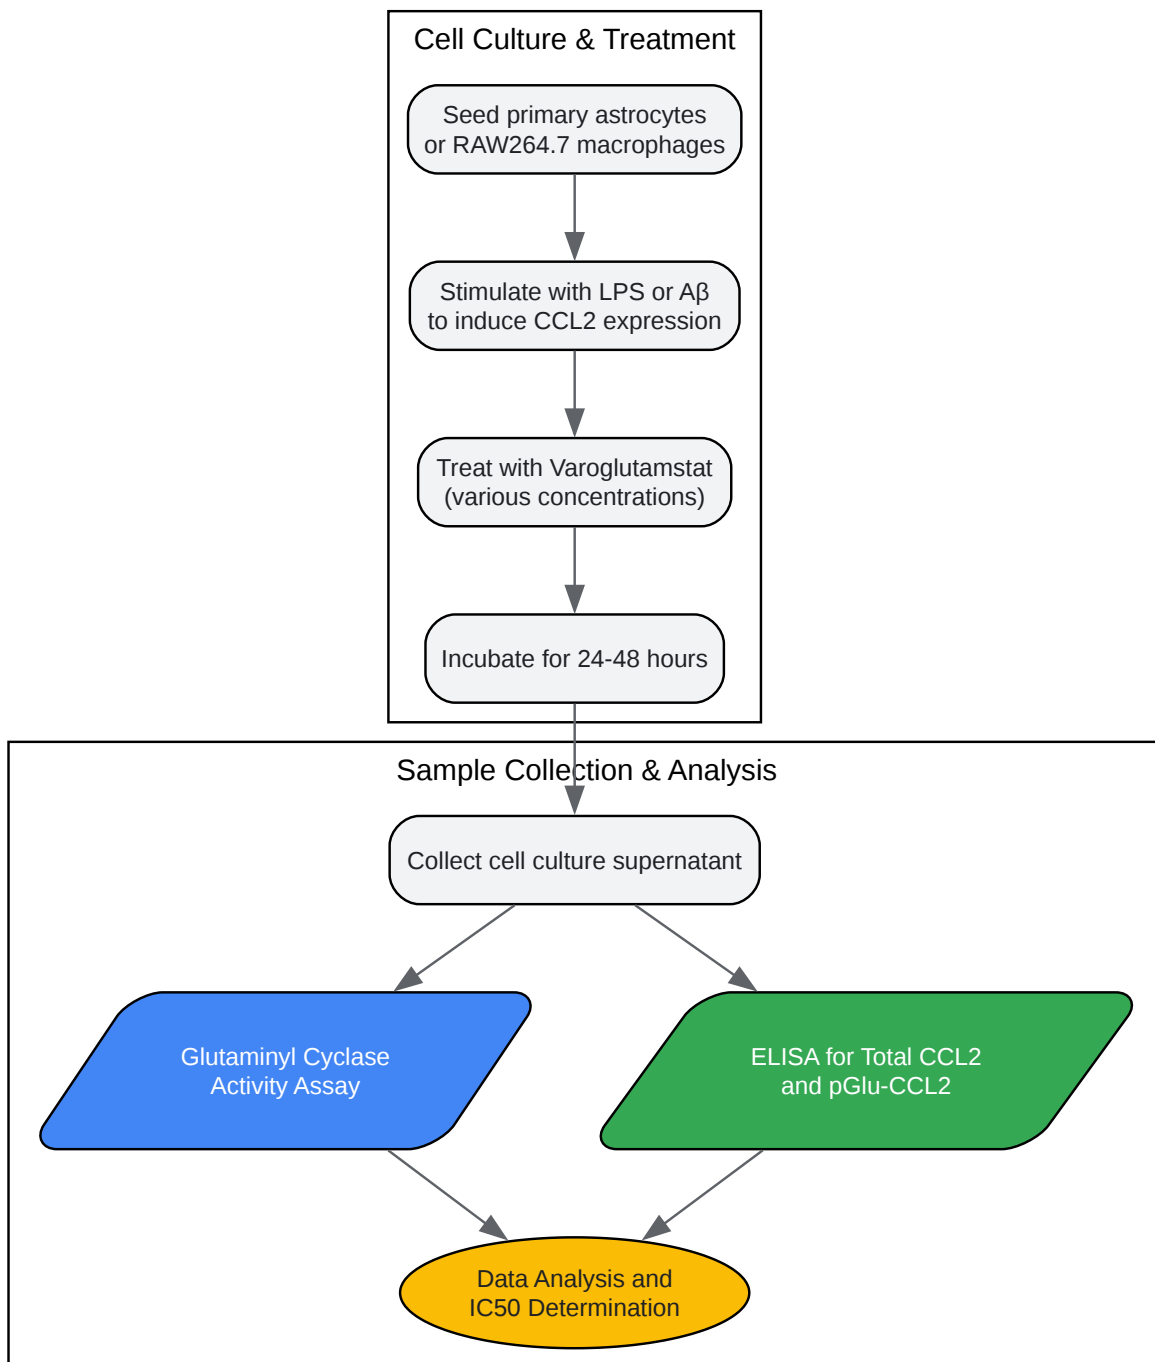 Cell Culture & Treatment
Seed primary astrocytes
or RAW264.7 macrophages
Stimulate with LPS or Aβ
to induce CCL2 expression
Treat with Varoglutamstat
(various concentrations)
Incubate for 24-48 hours
Sample Collection & Analysis
Collect cell culture supernatant
Glutaminyl Cyclase
Activity Assay
ELISA for Total CCL2
and pGlu-CCL2
Data Analysis and
IC50 Determination